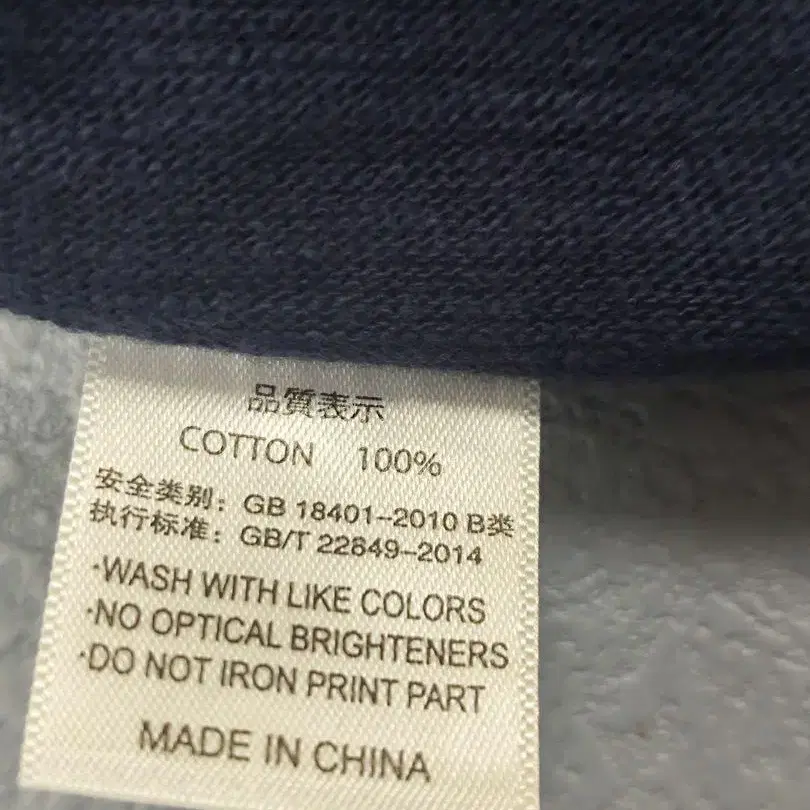 品質表示
COTTON 100%
安全类别：GB 18401-2010 B类
执行标准：GB/T 22849-2014
·WASH WITH LIKE COLORS
·NO OPTICAL BRIGHTENERS
·DO NOT IRON PRINT PART
MADE IN CHINA